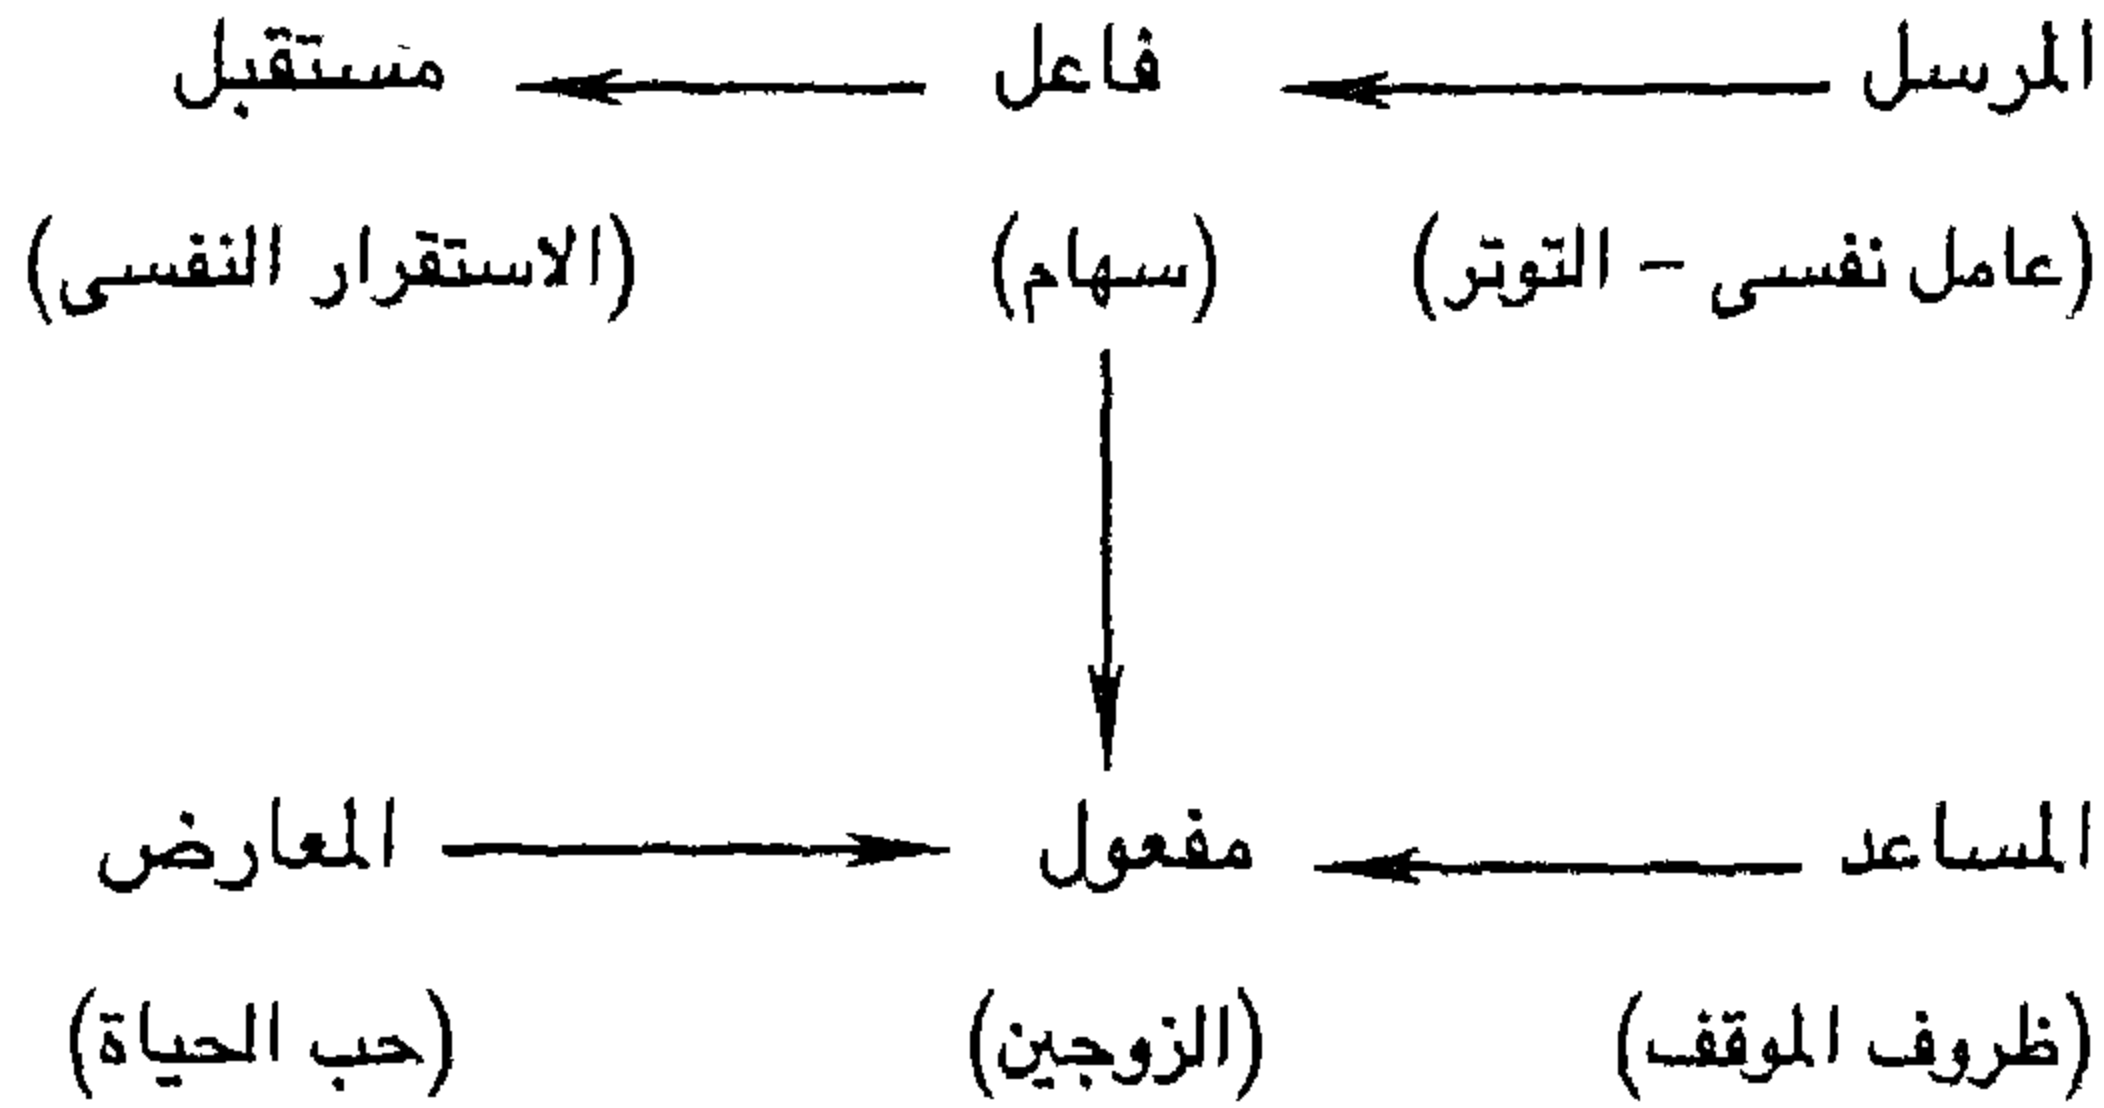 المرسل فاعل مستقبل
(عامل نفسى – التوتر) (سهام) (الاستقرار النفسى)
المساعد مفعول المعارض
(ظروف الموقف) (الزوجين) (حب الحياة)